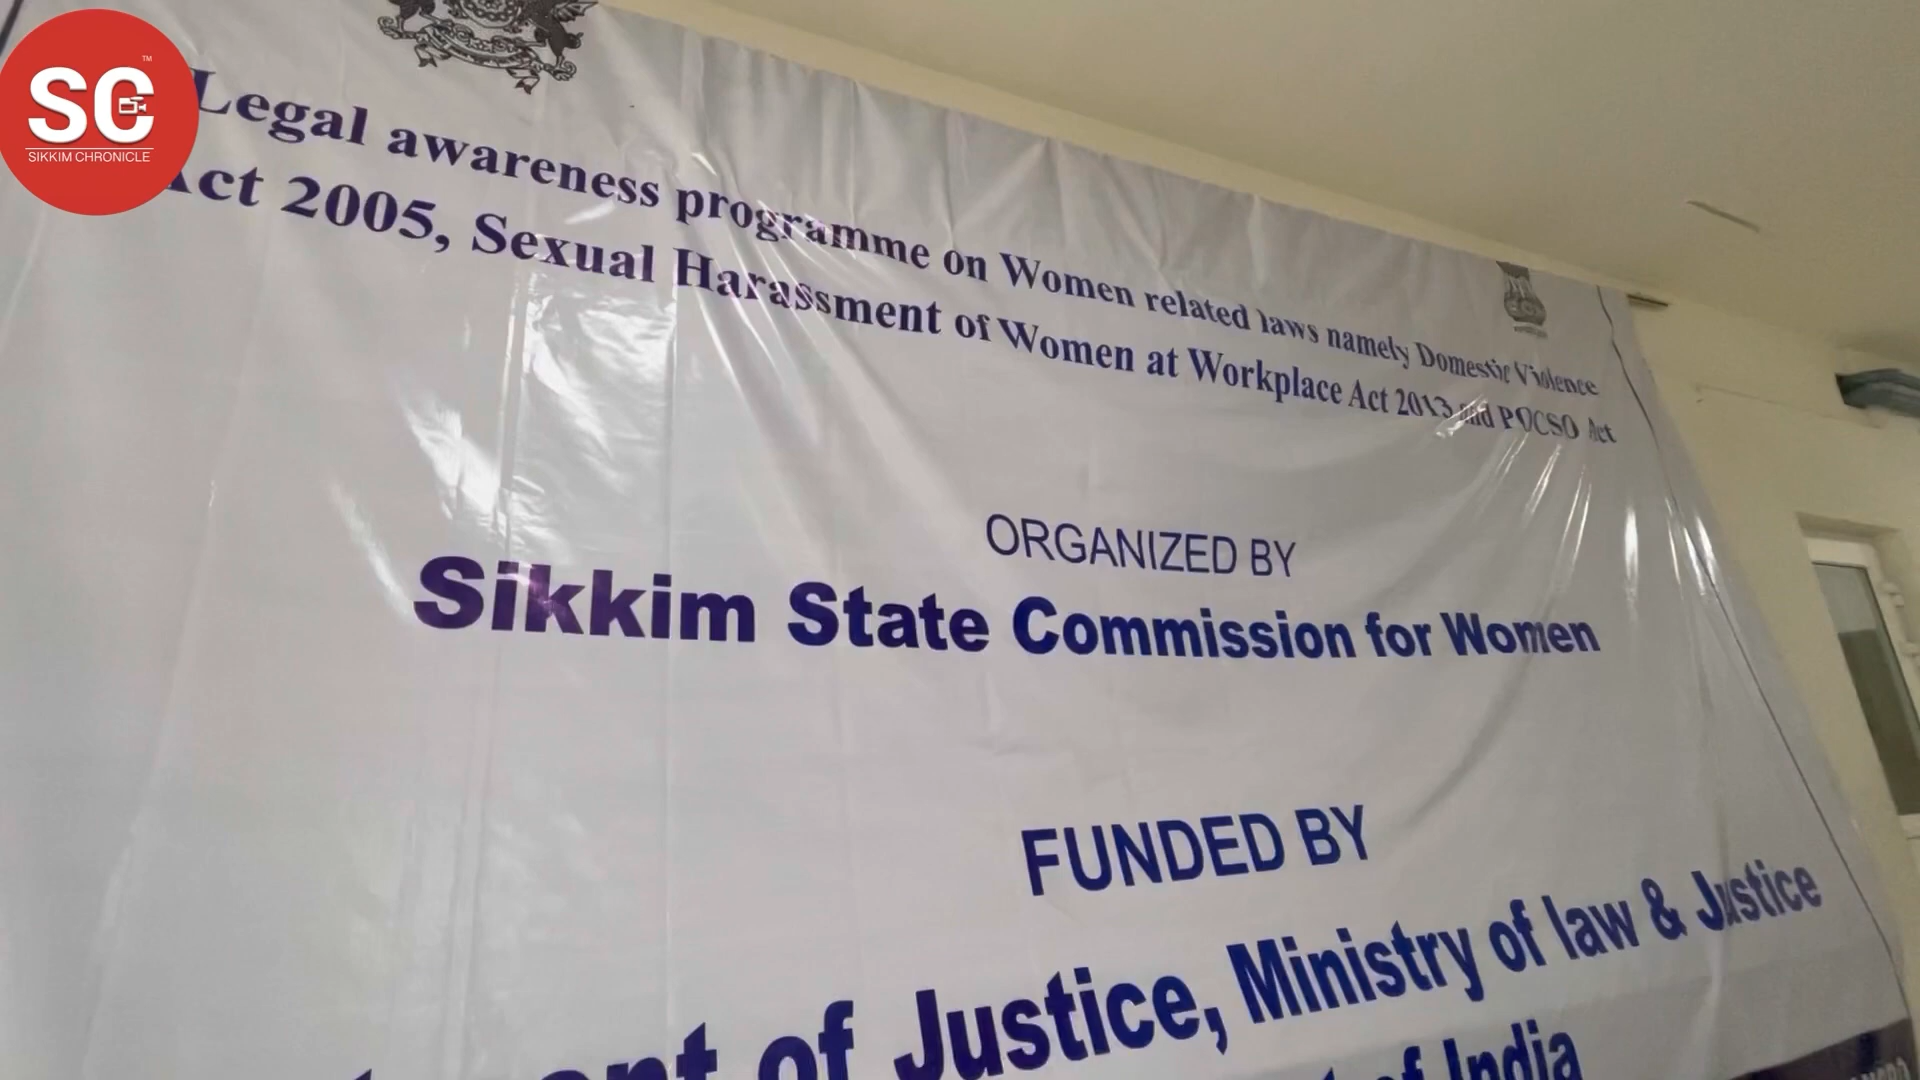 SC
TM
SIKKIM CHRONICLE
Legal awareness programme on Women related laws namely Domestic Violence
Act 2005, Sexual Harassment of Women at Workplace Act 2013 and POCSO Act
ORGANIZED BY
Sikkim State Commission for Women
FUNDED BY
of Justice, Ministry of law & Justice
of India